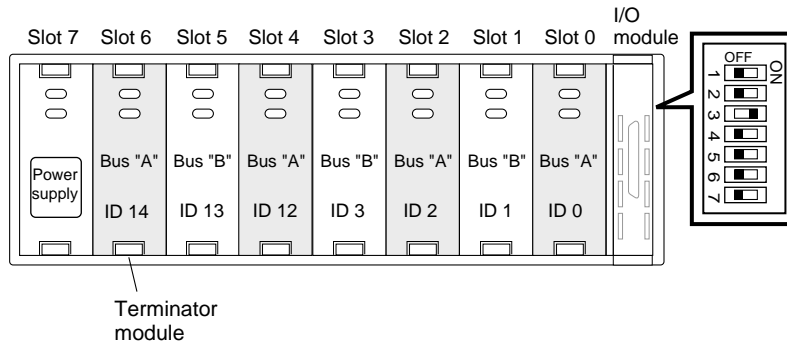 I/O
module
Slot 7 Slot 6 Slot 5 Slot 4 Slot 3 Slot 2 Slot 1 Slot 0
OFF
ON
1
2
3
4
5
6
7
Power
supply
Bus "A" Bus "B" Bus "A" Bus "B" Bus "A" Bus "B" Bus "A"
ID 14 ID 13 ID 12 ID 3 ID 2 ID 1 ID 0
Terminator
module